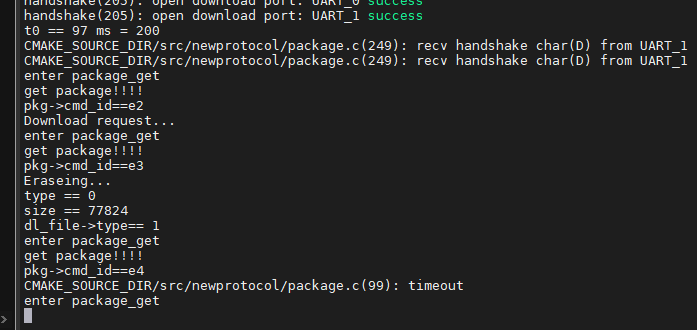 handshake(205): open download port: UART_0 success
handshake(205): open download port: UART_1 success
t0 == 97 ms = 200
CMAKE_SOURCE_DIR/src/newprotocol/package.c(249): recv handshake char(D) from UART_1
CMAKE_SOURCE_DIR/src/newprotocol/package.c(249): recv handshake char(D) from UART_1
enter package_get
get package!!!!
pkg->cmd_id==e2
Download request...
enter package_get
get package!!!!
pkg->cmd_id==e3
Eraseing...
type == 0
size == 77824
dl_file->type== 1
enter package_get
get package!!!!
pkg->cmd_id==e4
CMAKE_SOURCE_DIR/src/newprotocol/package.c(99): timeout
enter package_get
>